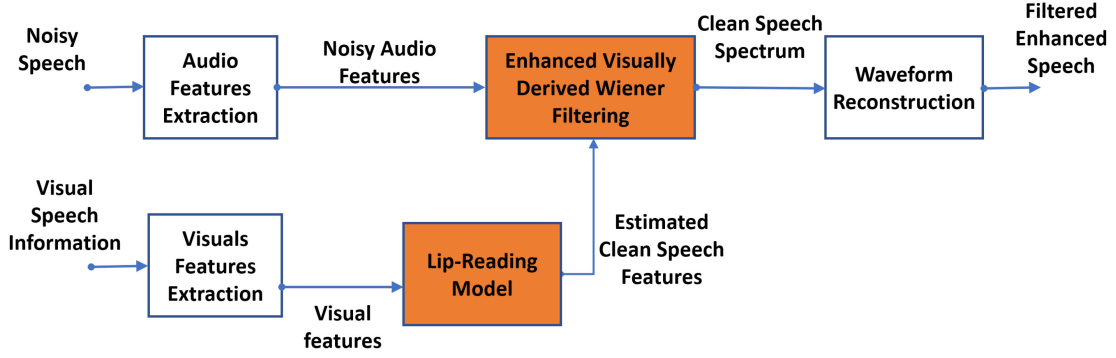 Noisy
Speech
Audio
Features
Extraction
Noisy Audio
Features
Enhanced Visually
Derived Wiener
Filtering
Clean Speech
Spectrum
Waveform
Reconstruction
Filtered
Enhanced
Speech
Visual
Speech
Information
Visuals
Features
Extraction
Visual
features
Lip-Reading
Model
Estimated
Clean Speech
Features